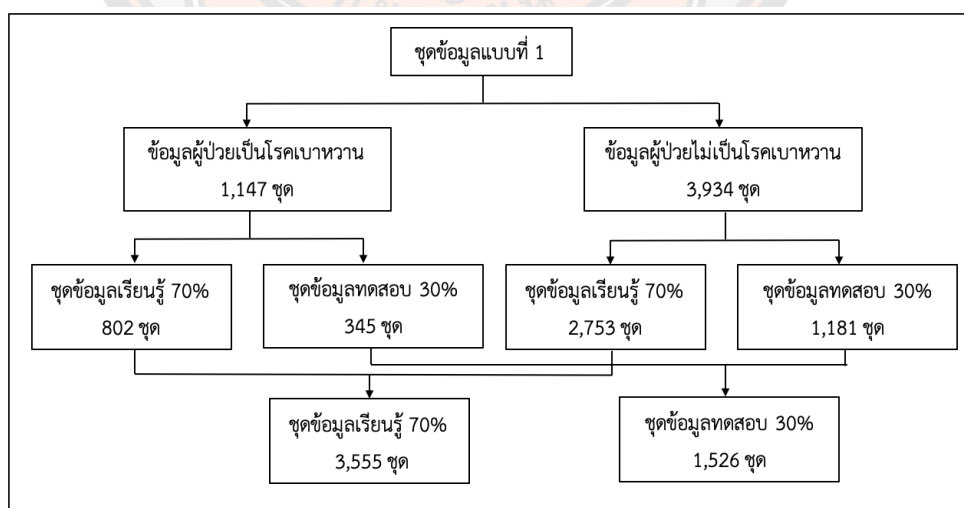 ชุดข้อมูลแบบที่ 1
ข้อมูลผู้ป่วยเป็นโรคเบาหวาน
1,147 ชุด
ข้อมูลผู้ป่วยไม่เป็นโรคเบาหวาน
3,934 ชุด
ชุดข้อมูลเรียนรู้ 70%
802 ชุด
ชุดข้อมูลทดสอบ 30%
345 ชุด
ชุดข้อมูลเรียนรู้ 70%
2,753 ชุด
ชุดข้อมูลทดสอบ 30%
1,181 ชุด
ชุดข้อมูลเรียนรู้ 70%
3,555 ชุด
ชุดข้อมูลทดสอบ 30%
1,526 ชุด